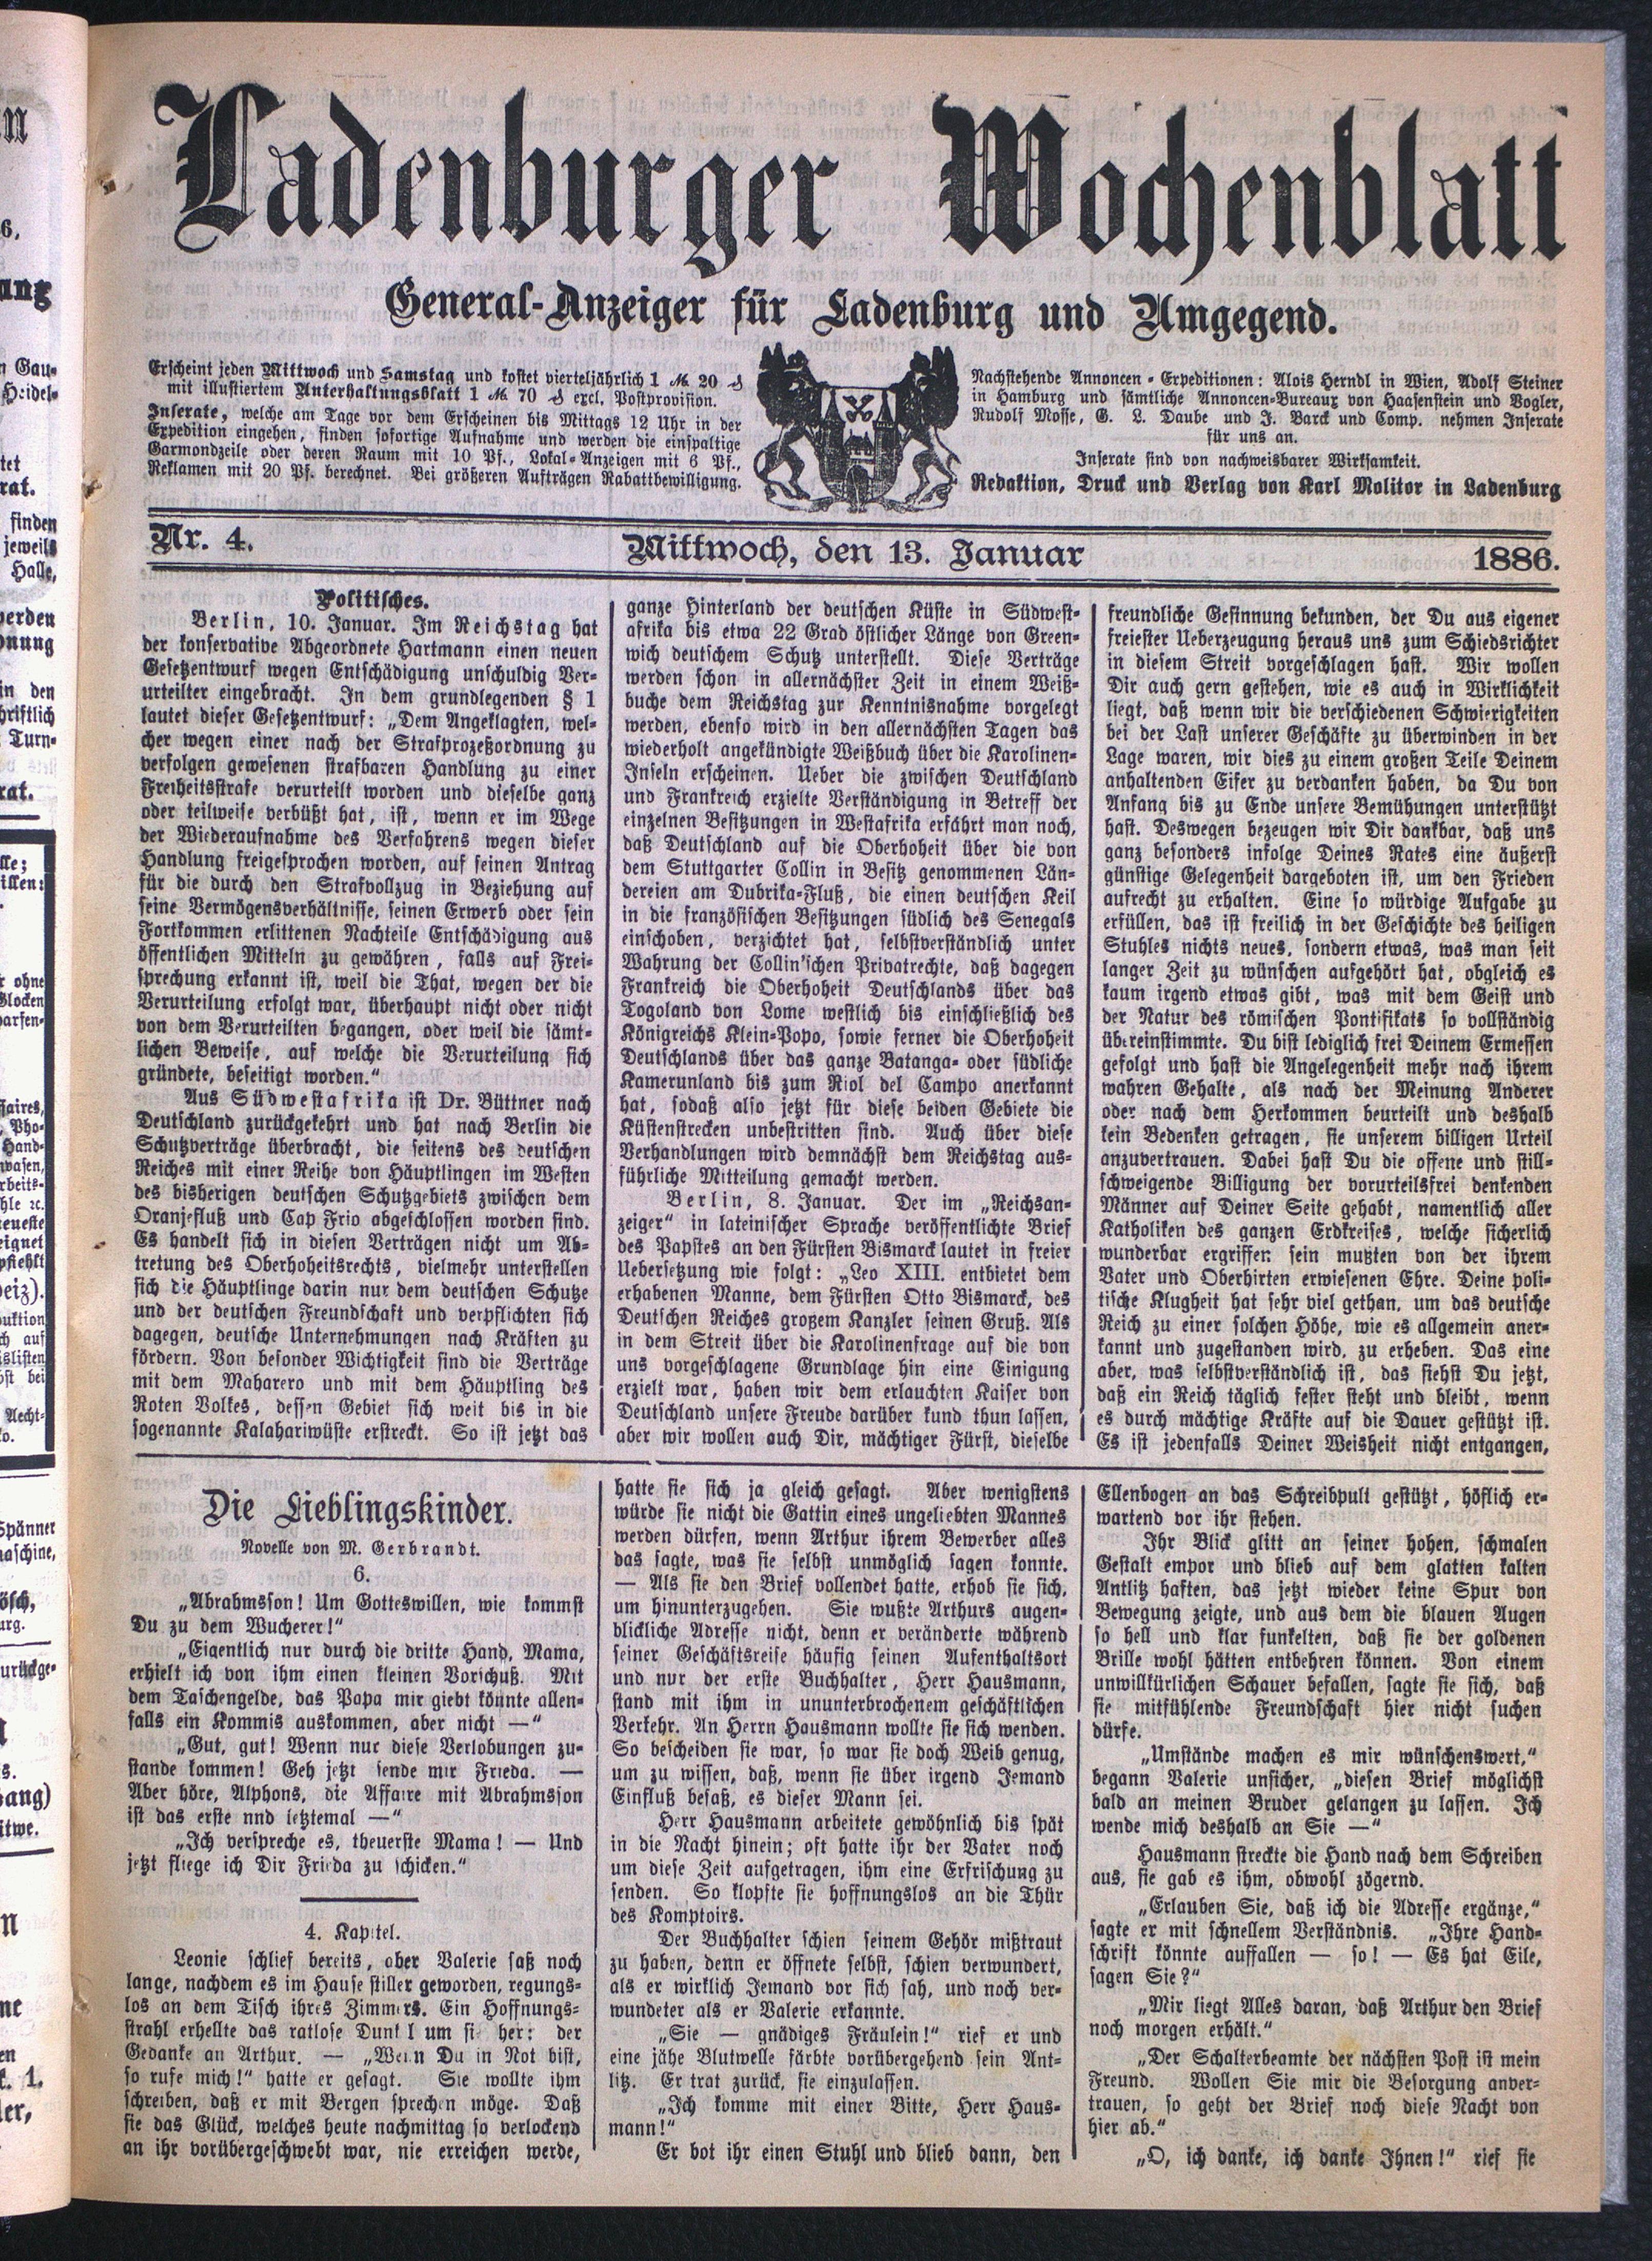 Ladenburger Wochenblatt
General-Anzeiger für Ladenburg und Umgegend.
Erscheint jeden Mittwoch und Samstag und kostet vierteljährlich 1 M. 20 ₰
mit illustiertem Unterhaltungsblatt 1 M. 70 ₰ excl. Postprovision.
Inserate, welche am Tage vor dem Erscheinen bis Mittags 12 Uhr in der
Expedition eingehen, finden sofortige Aufnahme und werden die einspaltige
Garmondzeile oder deren Raum mit 10 Pf., Lokal-Anzeigen mit 6 Pf.,
Reklamen mit 20 Pf. berechnet. Bei größeren Aufträgen Rabattbewilligung.
Nachstehende Annoncen-Expeditionen: Alois Herndl in Wien, Adolf Steiner
in Hamburg und sämtliche Annoncen-Bureaux von Haasenstein und Vogler,
Rudolf Mosse, G. L. Daube und J. Barck und Comp. nehmen Inserate
für uns an.
Inserate sind von nachweisbarer Wirksamkeit.
Redaktion, Druck und Verlag von Karl Molitor in Ladenburg
Nr. 4. Mittwoch, den 13. Januar 1886.
Politisches.
Berlin, 10. Januar. Im Reichstag hat
der konservative Abgeordnete Hartmann einen neuen
Gesetzentwurf wegen Entschädigung unschuldig Ver-
urteilter eingebracht. In dem grundlegenden § 1
lautet dieser Gesetzentwurf: „Dem Angeklagten, wel-
cher wegen einer nach der Strafprozeßordnung zu
verfolgen gewesenen strafbaren Handlung zu einer
Freiheitsstrafe verurteilt worden und dieselbe ganz
oder teilweise verbüßt hat, ist, wenn er im Wege
der Wiederaufnahme des Verfahrens wegen dieser
Handlung freigesprochen worden, auf seinen Antrag
für die durch den Strafvollzug in Beziehung auf
seine Vermögensverhältnisse, seinen Erwerb oder sein
Fortkommen erlittenen Nachteile Entschädigung aus
öffentlichen Mitteln zu gewähren, falls auf Frei-
sprechung erkannt ist, weil die That, wegen der die
Verurteilung erfolgt war, überhaupt nicht oder nicht
von dem Verurteilten begangen, oder weil die sämt-
lichen Beweise, auf welche die Verurteilung sich
gründete, beseitigt worden.“
Aus Südwestafrika ist Dr. Büttner nach
Deutschland zurückgekehrt und hat nach Berlin die
Schutzverträge überbracht, die seitens des deutschen
Reiches mit einer Reihe von Häuptlingen im Westen
des bisherigen deutschen Schutzgebiets zwischen dem
Oranjefluß und Cap Frio abgeschlossen worden sind.
Es handelt sich in diesen Verträgen nicht um Ab-
tretung des Oberhoheitsrechts, vielmehr unterstellen
sich die Häuptlinge darin nur dem deutschen Schutze
und der deutschen Freundschaft und verpflichten sich
dagegen, deutsche Unternehmungen nach Kräften zu
fördern. Von besonder Wichtigkeit sind die Verträge
mit dem Maharero und mit dem Häuptling des
Roten Volkes, dessen Gebiet sich weit bis in die
sogenannte Kalahariwüste erstreckt. So ist jetzt das
ganze Hinterland der deutschen Küste in Südwest-
afrika bis etwa 22 Grad östlicher Länge von Green-
wich deutschem Schutz unterstellt. Diese Verträge
werden schon in allernächster Zeit in einem Weiß-
buche dem Reichstag zur Kenntnisnahme vorgelegt
werden, ebenso wird in den allernächsten Tagen das
wiederholt angekündigte Weißbuch über die Karolinen-
Inseln erscheinen. Ueber die zwischen Deutschland
und Frankreich erzielte Verständigung in Betreff der
einzelnen Besitzungen in Westafrika erfährt man noch,
daß Deutschland auf die Oberhoheit über die von
dem Stuttgarter Collin in Besitz genommenen Län-
dereien am Dubrika-Fluß, die einen deutschen Keil
in die französischen Besitzungen südlich des Senegals
einschoben, verzichtet hat, selbstverständlich unter
Wahrung der Collin'schen Privatrechte, daß dagegen
Frankreich die Oberhoheit Deutschlands über das
Togoland von Lome westlich bis einschließlich des
Königreichs Klein-Popo, sowie ferner die Oberhoheit
Deutschlands über das ganze Batanga- oder südliche
Kamerunland bis zum Riol del Campo anerkannt
hat, sodaß also jetzt für diese beiden Gebiete die
Küstenstrecken unbestritten sind. Auch über diese
Verhandlungen wird demnächst dem Reichstag aus-
führliche Mitteilung gemacht werden.
Berlin, 8. Januar. Der im „Reichsan-
zeiger“ in lateinischer Sprache veröffentlichte Brief
des Papstes an den Fürsten Bismarck lautet in freier
Uebersetzung wie folgt: „Leo XIII. entbietet dem
erhabenen Manne, dem Fürsten Otto Bismarck, des
Deutschen Reiches großem Kanzler seinen Gruß. Als
in dem Streit über die Karolinenfrage auf die von
uns vorgeschlagene Grundlage hin eine Einigung
erzielt war, haben wir dem erlauchten Kaiser von
Deutschland unsere Freude darüber kund thun lassen,
aber wir wollen auch Dir, mächtiger Fürst, dieselbe
freundliche Gesinnung bekunden, der Du aus eigener
freiester Ueberzeugung heraus uns zum Schiedsrichter
in diesem Streit vorgeschlagen hast. Wir wollen
Dir auch gern gestehen, wie es auch in Wirklichkeit
liegt, daß wenn wir die verschiedenen Schwierigkeiten
bei der Last unserer Geschäfte zu überwinden in der
Lage waren, wir dies zu einem großen Teile Deinem
anhaltenden Eifer zu verdanken haben, da Du von
Anfang bis zu Ende unsere Bemühungen unterstützt
hast. Deswegen bezeugen wir Dir dankbar, daß uns
ganz besonders infolge Deines Rates eine äußerst
günstige Gelegenheit dargeboten ist, um den Frieden
aufrecht zu erhalten. Eine so würdige Aufgabe zu
erfüllen, das ist freilich in der Geschichte des heiligen
Stuhles nichts neues, sondern etwas, was man seit
langer Zeit zu wünschen aufgehört hat, obgleich es
kaum irgend etwas gibt, was mit dem Geist und
der Natur des römischen Pontifikats so vollständig
übereinstimmte. Du bist lediglich frei Deinem Ermessen
gefolgt und hast die Angelegenheit mehr nach ihrem
wahren Gehalte, als nach der Meinung Anderer
oder nach dem Herkommen beurteilt und deshalb
kein Bedenken getragen, sie unserem billigen Urteil
anzuvertrauen. Dabei hast Du die offene und still-
schweigende Billigung der vorurteilsfrei denkenden
Männer auf Deiner Seite gehabt, namentlich aller
Katholiken des ganzen Erdkreises, welche sicherlich
wunderbar ergriffen sein mußten von der ihrem
Vater und Oberhirten erwiesenen Ehre. Deine poli-
tische Klugheit hat sehr viel gethan, um das deutsche
Reich zu einer solchen Höhe, wie es allgemein aner-
kannt und zugestanden wird, zu erheben. Das eine
aber, was selbstverständlich ist, das siehst Du jetzt,
daß ein Reich täglich fester steht und bleibt, wenn
es durch mächtige Kräfte auf die Dauer gestützt ist.
Es ist jedenfalls Deiner Weisheit nicht entgangen,
Die Lieblingskinder.
Novelle von M. Gerbrandt.
6.
„Abrahmsson! Um Gotteswillen, wie kommst
Du zu dem Wucherer!“
„Eigentlich nur durch die dritte Hand, Mama,
erhielt ich von ihm einen kleinen Vorschuß. Mit
dem Taschengelde, das Papa mir giebt könnte allen-
falls ein Kommis auskommen, aber nicht —“
„Gut, gut! Wenn nur diese Verlobungen zu-
stande kommen! Geh jetzt sende mir Frieda. —
Aber höre, Alphons, die Affaire mit Abrahmsson
ist das erste nnd letztemal —“
„Ich verspreche es, theuerste Mama! — Und
jetzt fliege ich Dir Frieda zu schicken.“
4. Kapitel.
Leonie schlief bereits, aber Valerie saß noch
lange, nachdem es im Hause stiller geworden, regungs-
los an dem Tisch ihres Zimmers. Ein Hoffnungs-
strahl erhellte das ratlose Dunkel um sie her: der
Gedanke an Arthur. — „Wenn Du in Not bist,
so rufe mich!“ hatte er gesagt. Sie wollte ihm
schreiben, daß er mit Bergen sprechen möge. Daß
sie das Glück, welches heute nachmittag so verlockend
an ihr vorübergeschwebt war, nie erreichen werde,
hatte sie sich ja gleich gesagt. Aber wenigstens
würde sie nicht die Gattin eines ungeliebten Mannes
werden dürfen, wenn Arthur ihrem Bewerber alles
das sagte, was sie selbst unmöglich sagen konnte.
— Als sie den Brief vollendet hatte, erhob sie sich,
um hinunterzugehen. Sie wußte Arthurs augen-
blickliche Adresse nicht, denn er veränderte während
seiner Geschäftsreise häufig seinen Aufenthaltsort
und nur der erste Buchhalter, Herr Hausmann,
stand mit ihm in ununterbrochenem geschäftlichen
Verkehr. An Herrn Hausmann wollte sie sich wenden.
So bescheiden sie war, so war sie doch Weib genug,
um zu wissen, daß, wenn sie über irgend Jemand
Einfluß besaß, es dieser Mann sei.
Herr Hausmann arbeitete gewöhnlich bis spät
in die Nacht hinein; oft hatte ihr der Vater noch
um diese Zeit aufgetragen, ihm eine Erfrischung zu
senden. So klopfte sie hoffnungslos an die Thür
des Komptoirs.
Der Buchhalter schien seinem Gehör mißtraut
zu haben, denn er öffnete selbst, schien verwundert,
als er wirklich Jemand vor sich sah, und noch ver-
wundeter als er Valerie erkannte.
„Sie — gnädiges Fräulein!“ rief er und
eine jähe Blutwelle färbte vorübergehend sein Ant-
litz. Er trat zurück, sie einzulassen.
„Ich komme mit einer Bitte, Herr Haus-
mann!“
Er bot ihr einen Stuhl und blieb dann, den
Ellenbogen an das Schreibpult gestützt, höflich er-
wartend vor ihr stehen.
Ihr Blick glitt an seiner hohen, schmalen
Gestalt empor und blieb auf dem glatten kalten
Antlitz haften, das jetzt wieder keine Spur von
Bewegung zeigte, und aus dem die blauen Augen
so hell und klar funkelten, daß sie der goldenen
Brille wohl hätten entbehren können. Von einem
unwillkürlichen Schauer befallen, sagte sie sich, daß
sie mitfühlende Freundschaft hier nicht suchen
dürfe.
„Umstände machen es mir wünschenswert,“
begann Valerie unsicher, „diesen Brief möglichst
bald an meinen Bruder gelangen zu lassen. Ich
wende mich deshalb an Sie —“
Hausmann streckte die Hand nach dem Schreiben
aus, sie gab es ihm, obwohl zögernd.
„Erlauben Sie, daß ich die Adresse ergänze,“
sagte er mit schnellem Verständnis. „Ihre Hand-
schrift könnte auffallen — so! — Es hat Eile,
sagen Sie?“
„Mir liegt Alles daran, daß Arthur den Brief
noch morgen erhält.“
„Der Schalterbeamte der nächsten Post ist mein
Freund. Wollen Sie mir die Besorgung anver-
trauen, so geht der Brief noch diese Nacht von
hier ab.“
„O, ich danke, ich danke Ihnen!“ rief sie